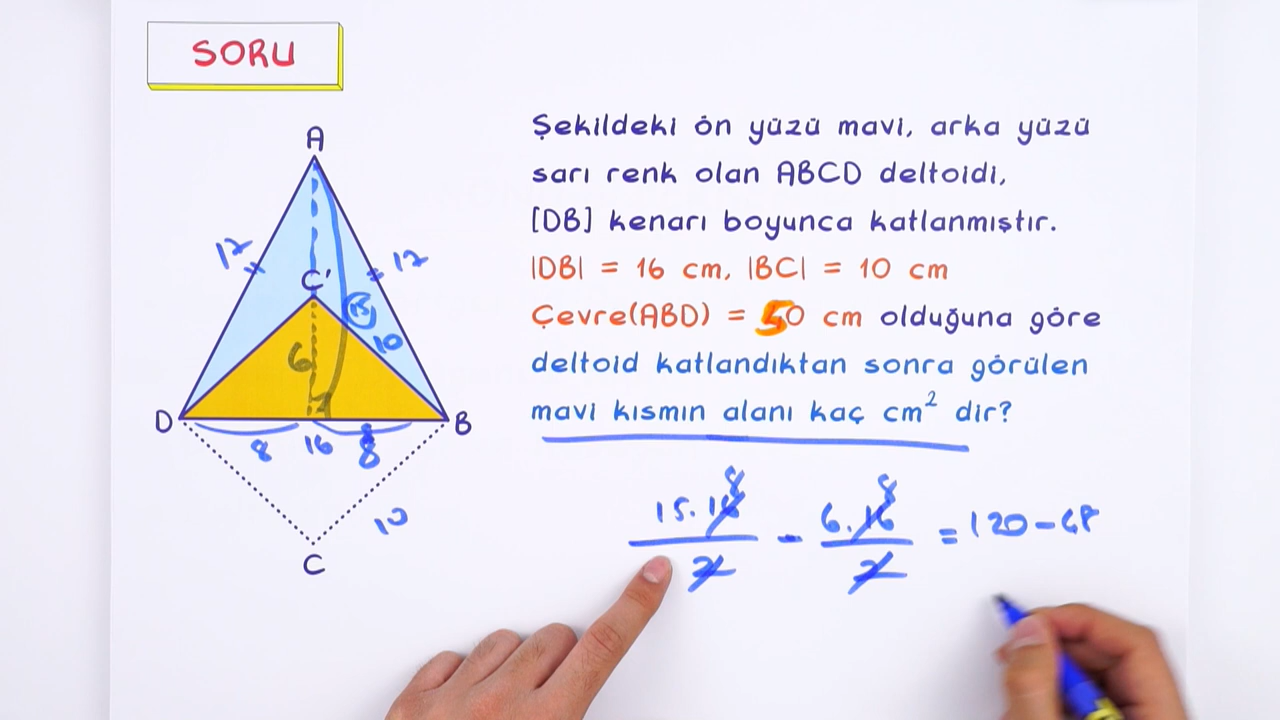 SORU
Şekildeki ön yüzü mavi, arka yüzü
sarı renk olan ABCD deltoidi,
[DB] kenarı boyunca katlanmıştır.
|DB| = 16 cm, |BC| = 10 cm
Çevre(ABD) = 50 cm olduğuna göre
deltoid katlandıktan sonra görülen
mavi kısmın alanı kaç cm² dir?
A
17 17
C'
15
10
6
D B
8 16 8
10
C
15.16/2 - 6.16/2 = 120-48
8 8